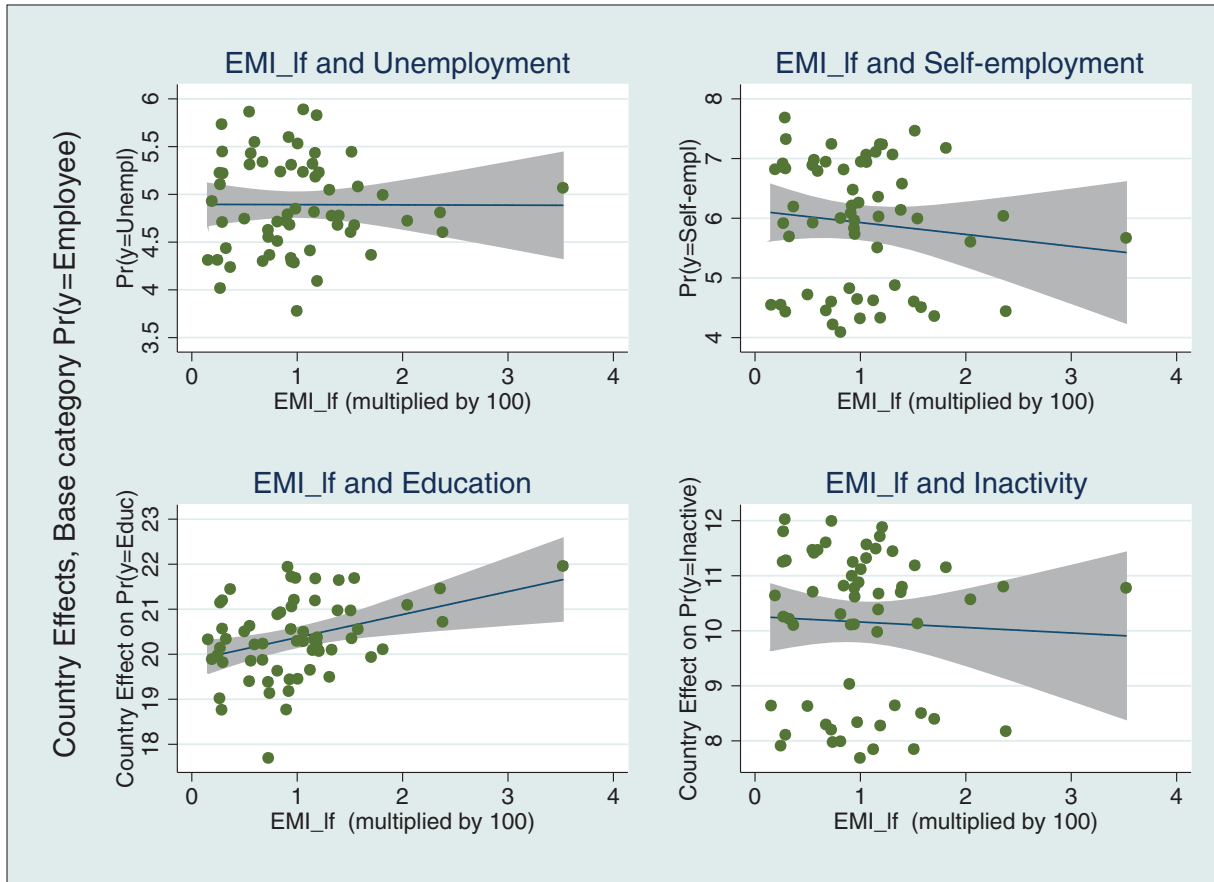 Country Effects, Base category Pr(y=Employee)
EMI_lf and Unemployment
Pr(y=Unempl)
6
5.5
5
4.5
4
3.5
0 1 2 3 4
EMI_lf (multiplied by 100)
EMI_lf and Self-employment
Pr(y=Self-empl)
8
7
6
5
4
0 1 2 3 4
EMI_lf (multiplied by 100)
EMI_lf and Education
Country Effect on Pr(y=Educ)
23
22
21
20
19
18
0 1 2 3 4
EMI_lf (multiplied by 100)
EMI_lf and Inactivity
Country Effect on Pr(y=Inactive)
12
11
10
9
8
0 1 2 3 4
EMI_lf (multiplied by 100)